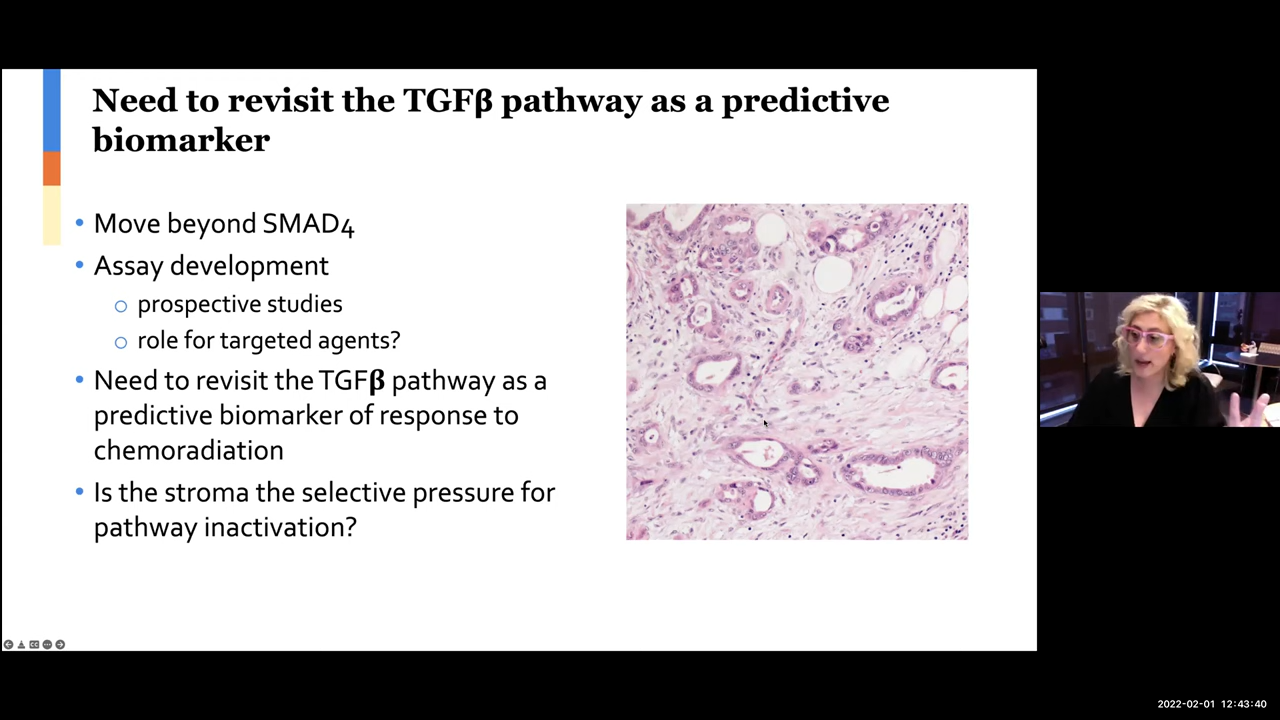 Need to revisit the TGFβ pathway as a predictive
biomarker
• Move beyond SMAD4
• Assay development
○ prospective studies
○ role for targeted agents?
• Need to revisit the TGFβ pathway as a
predictive biomarker of response to
chemoradiation
• Is the stroma the selective pressure for
pathway inactivation?
2022-02-01 12:43:40